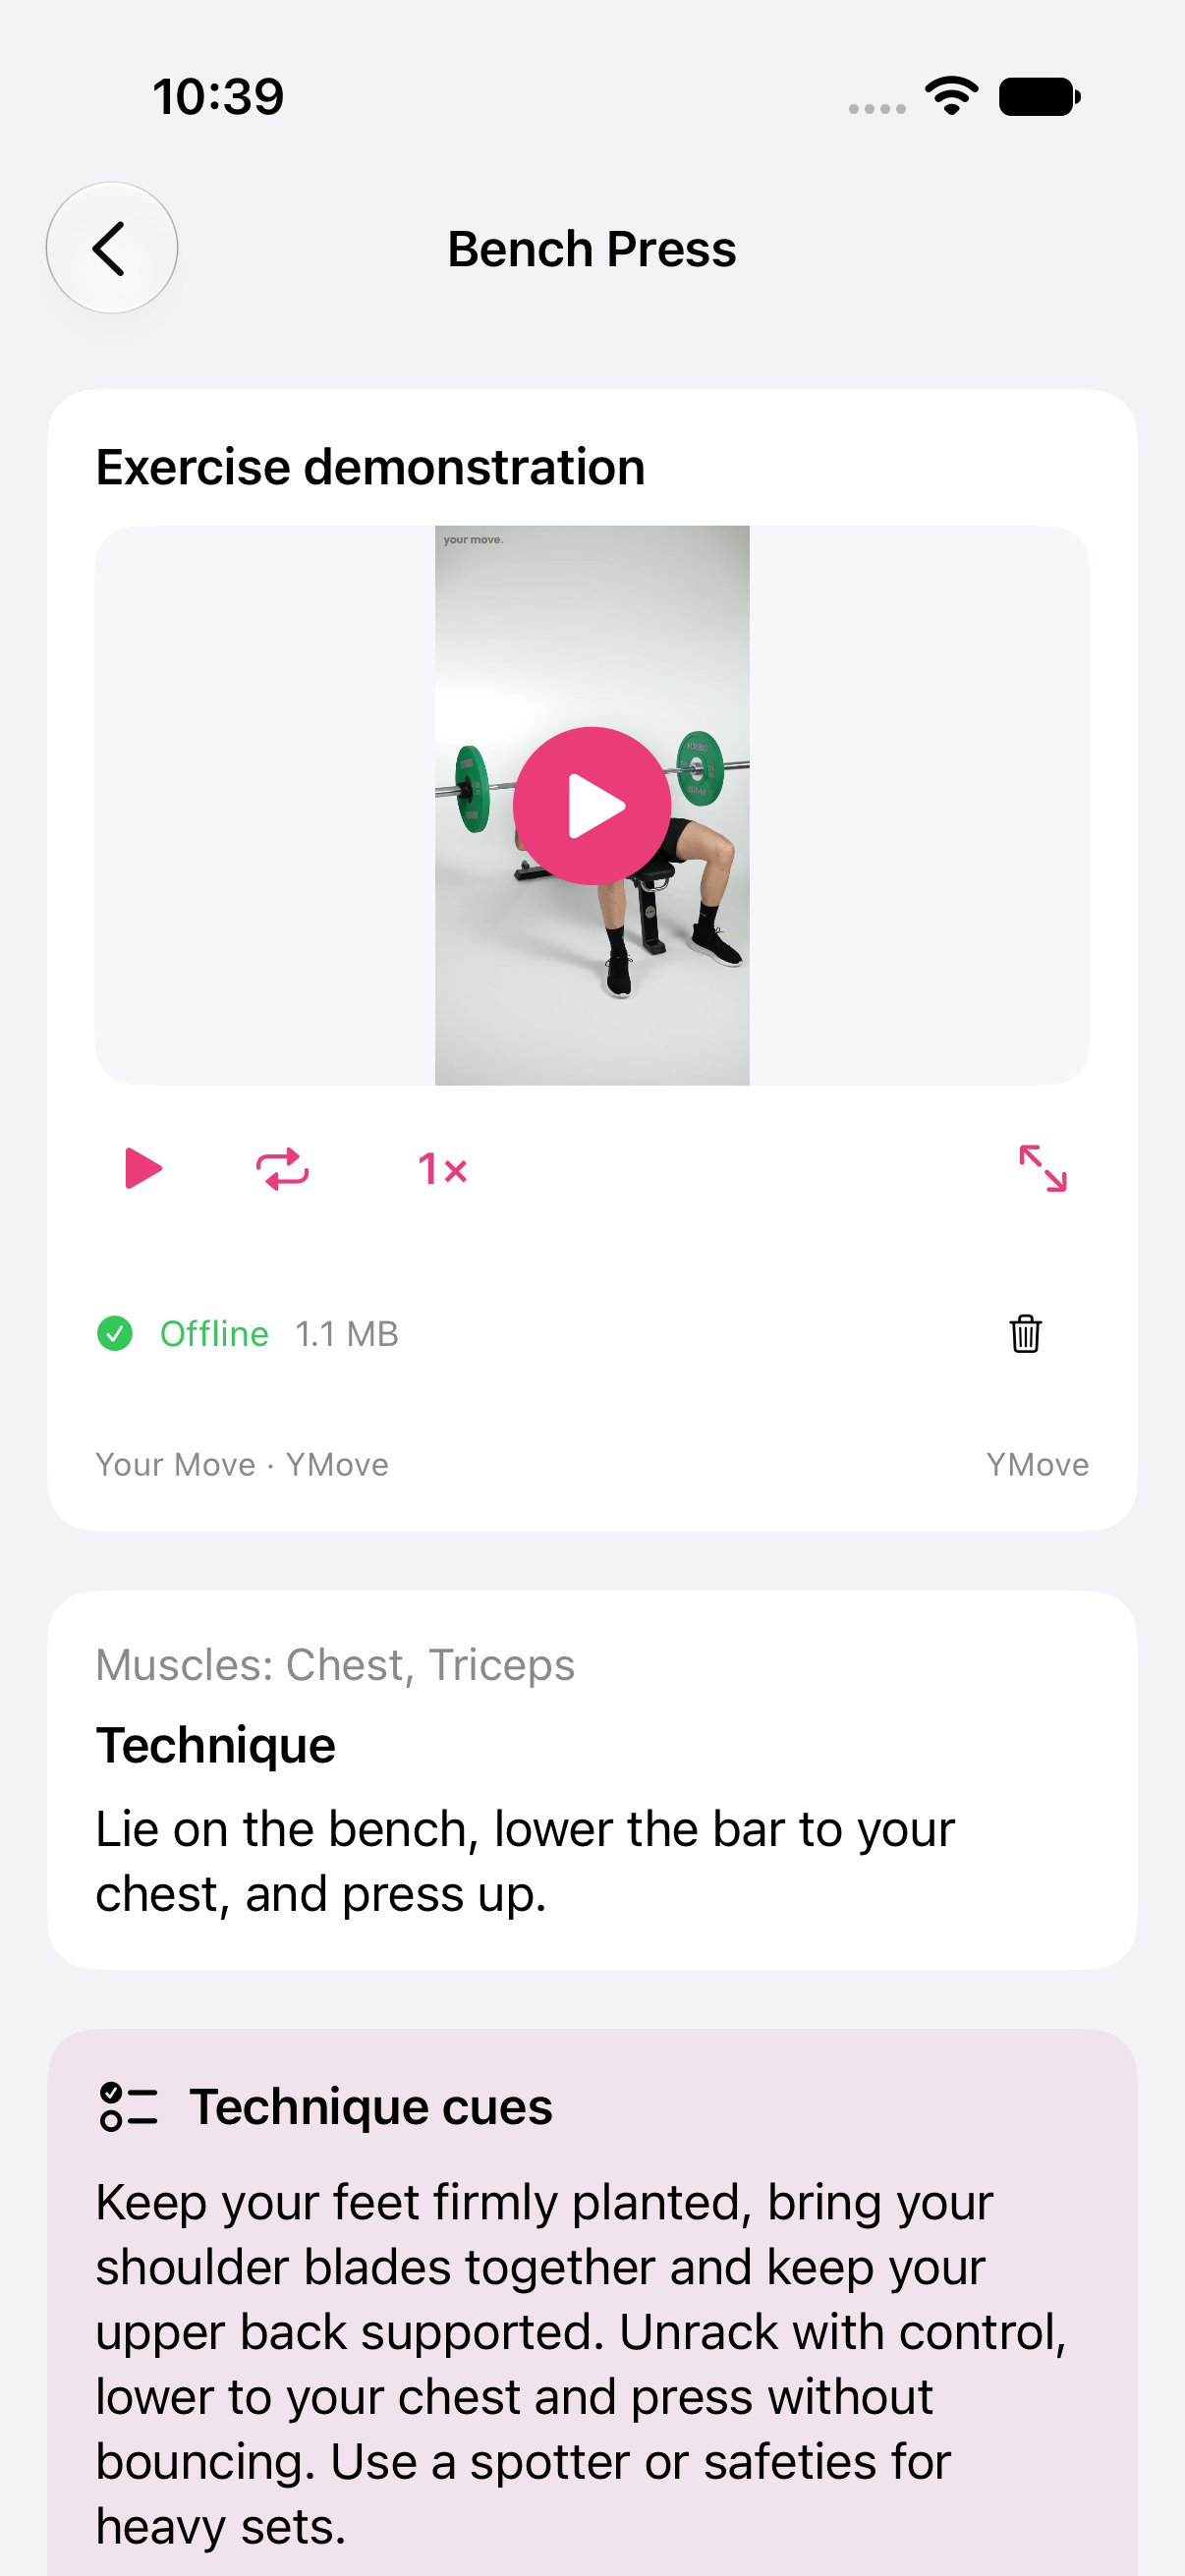 10:39
Bench Press
Exercise demonstration
your move.
1×
Offline 1.1 MB
Your Move · YMove
YMove
Muscles: Chest, Triceps
Technique
Lie on the bench, lower the bar to your
chest, and press up.
Technique cues
Keep your feet firmly planted, bring your
shoulder blades together and keep your
upper back supported. Unrack with control,
lower to your chest and press without
bouncing. Use a spotter or safeties for
heavy sets.